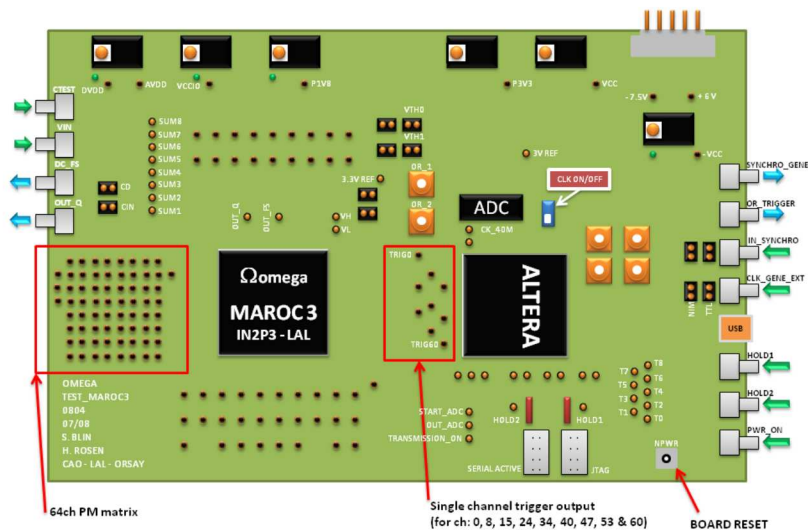 DVDD
AVDD
VCCI0
P1V8
P3V3
VCC
-7.5V
+ 6 V
CTEST
VIN
DC_FS
OUT_Q
SUM8
SUM7
SUM6
SUM5
SUM4
SUM3
SUM2
SUM1
CD
CIN
VTH0
VTH1
3.3V REF
OR_1
OR_2
OUT_Q
OUT_FS
VH
VL
3V REF
CLK ON/OFF
ADC
CK_40M
-VCC
SYNCHRO_GENE
OR_TRIGGER
IN_SYNCHRO
CLK_GENE_EXT
NIM
TTL
USB
HOLD1
HOLD2
PWR_ON
Ωomega
MAROC 3
IN2P3 - LAL
TRIG0
TRIG60
ALTERA
T8
T7
T6
T5
T4
T3
T2
T1
T0
START_ADC
OUT_ADC
TRANSMISSION_ON
HOLD2
HOLD1
SERIAL ACTIVE
JTAG
NPWR
OMEGA
TEST_MAROC3
0804
07/08
S. BLIN
H. ROSEN
CAO - LAL - ORSAY
64ch PM matrix
Single channel trigger output
(for ch: 0, 8, 15, 24, 34, 40, 47, 53 & 60)
BOARD RESET